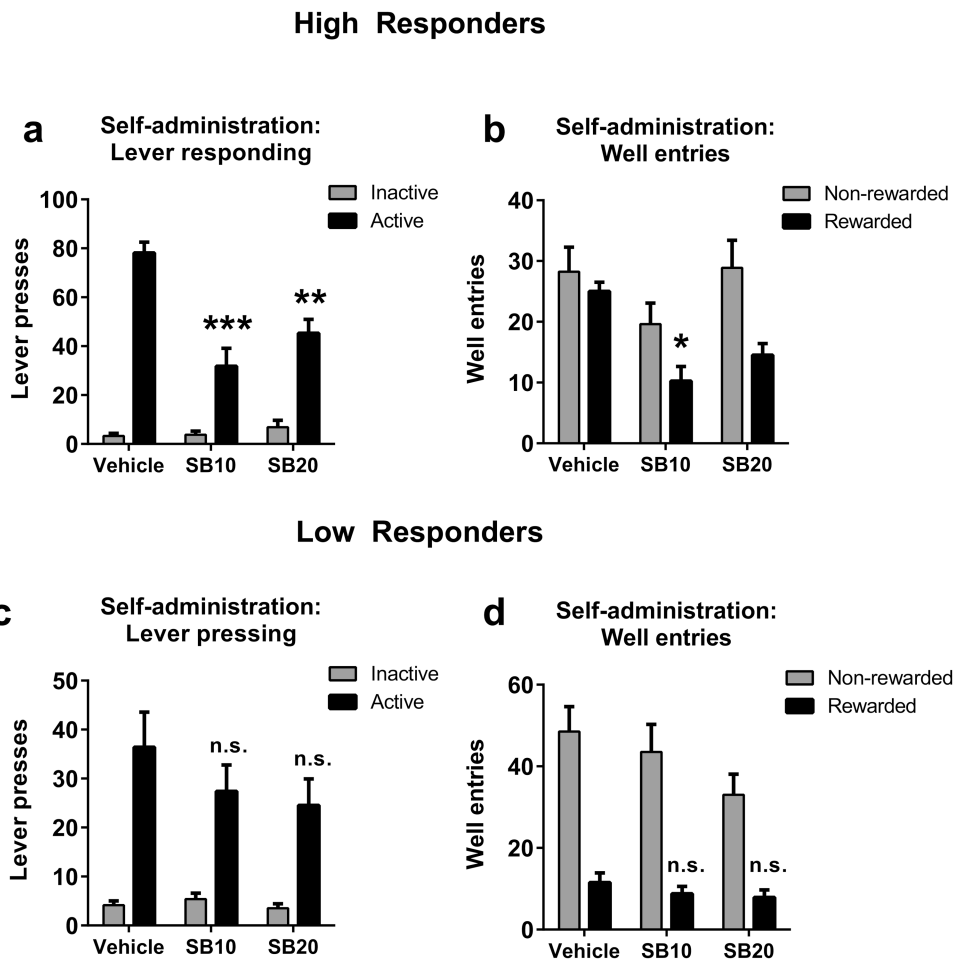 High Responders
a
Self-administration:
Lever responding
Inactive
Active
Lever presses
100
80
60
40
20
0
***
**
Vehicle SB10 SB20
b
Self-administration:
Well entries
Non-rewarded
Rewarded
Well entries
40
30
20
10
0
*
Vehicle SB10 SB20
Low Responders
c
Self-administration:
Lever pressing
Inactive
Active
Lever presses
50
40
30
20
10
0
n.s.
n.s.
Vehicle SB10 SB20
d
Self-administration:
Well entries
Non-rewarded
Rewarded
Well entries
60
40
20
0
n.s.
n.s.
Vehicle SB10 SB20